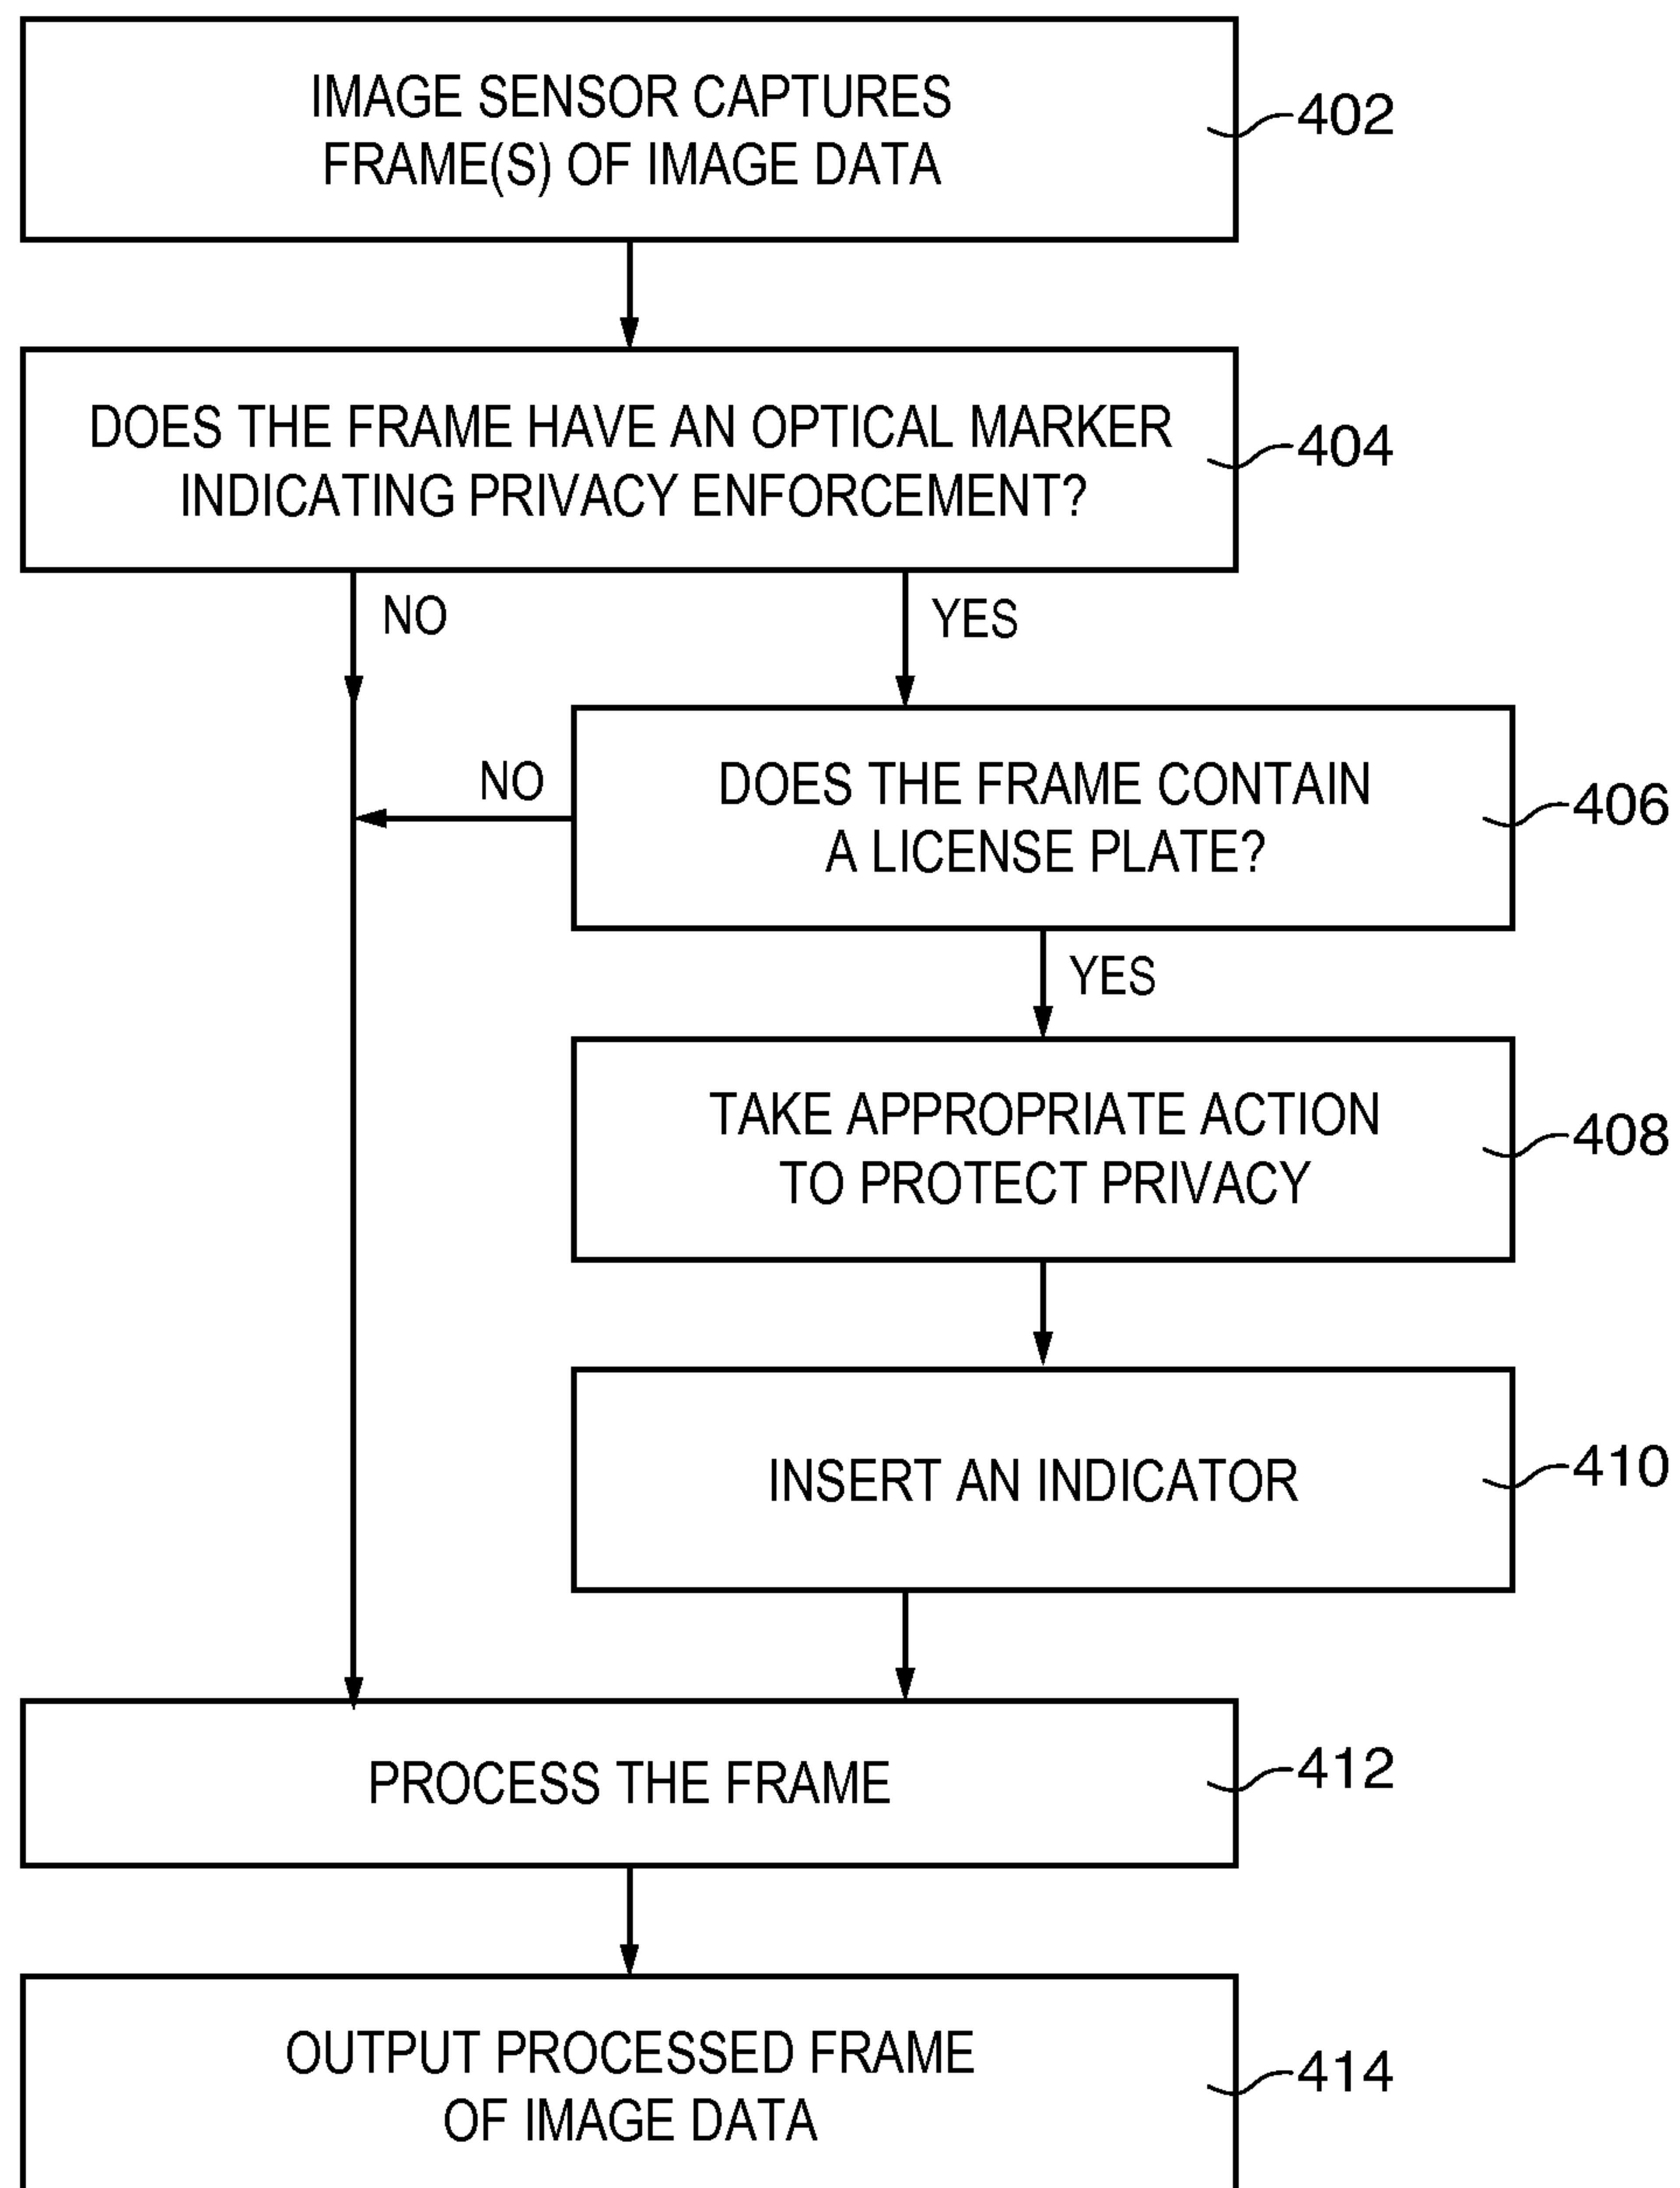 IMAGE SENSOR CAPTURES
FRAME(S) OF IMAGE DATA
402
DOES THE FRAME HAVE AN OPTICAL MARKER
INDICATING PRIVACY ENFORCEMENT?
404
NO
YES
DOES THE FRAME CONTAIN
A LICENSE PLATE?
406
NO
YES
TAKE APPROPRIATE ACTION
TO PROTECT PRIVACY
408
INSERT AN INDICATOR
410
PROCESS THE FRAME
412
OUTPUT PROCESSED FRAME
OF IMAGE DATA
414